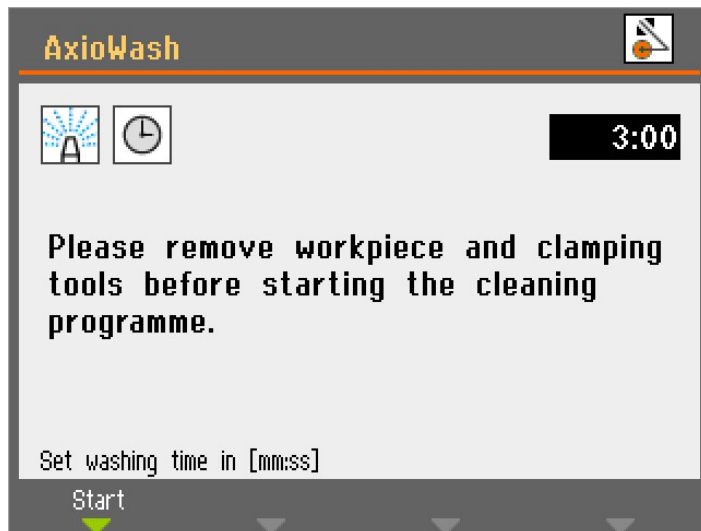 AxioWash
3:00
Please remove workpiece and clamping
tools before starting the cleaning
programme.
Set washing time in [mm:ss]
Start